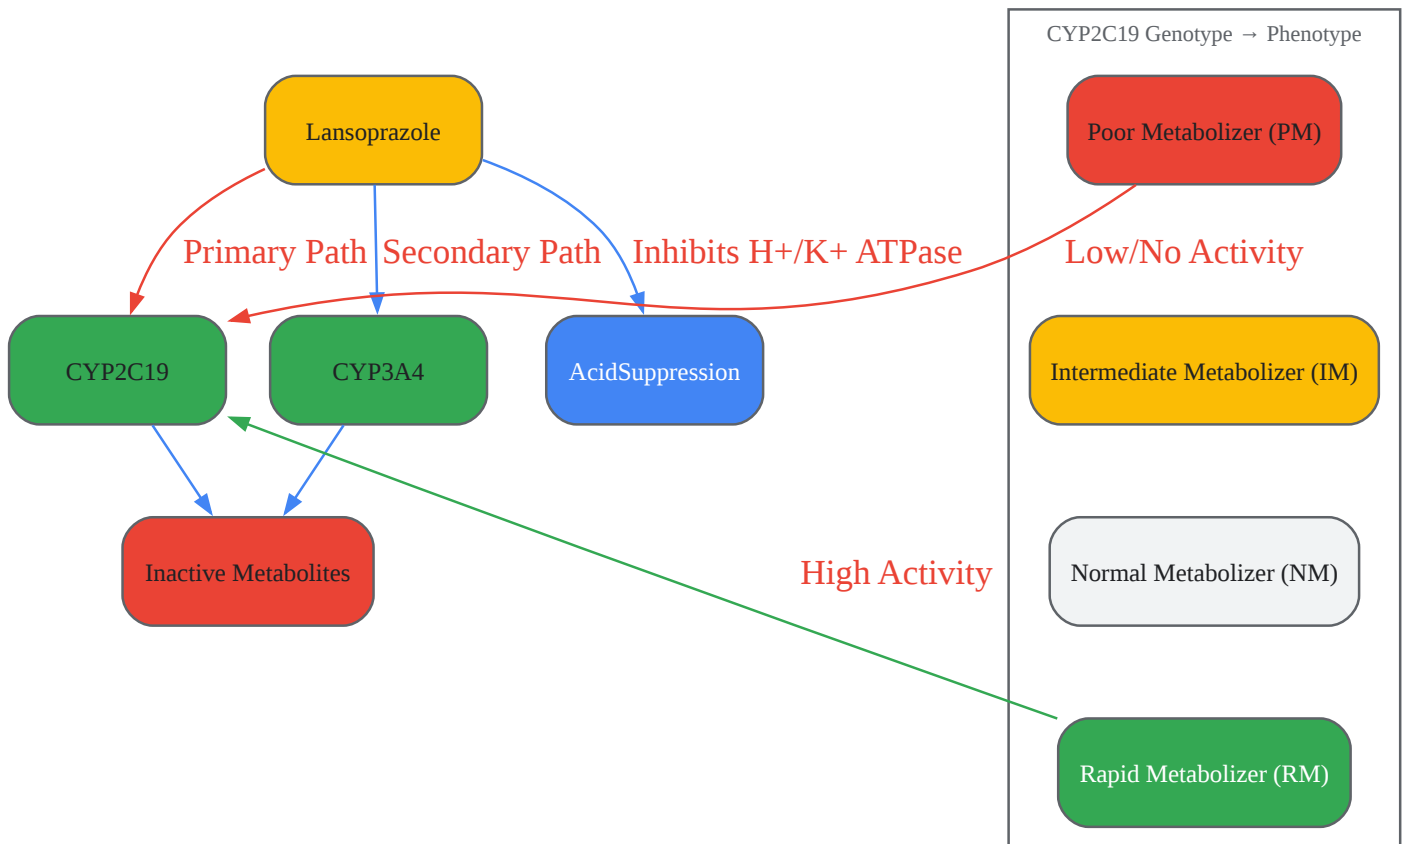 CYP2C19 Genotype → Phenotype
Lansoprazole
Poor Metabolizer (PM)
Primary Path
Secondary Path
Inhibits H+/K+ ATPase
Low/No Activity
CYP2C19
CYP3A4
AcidSuppression
Intermediate Metabolizer (IM)
Inactive Metabolites
High Activity
Normal Metabolizer (NM)
Rapid Metabolizer (RM)